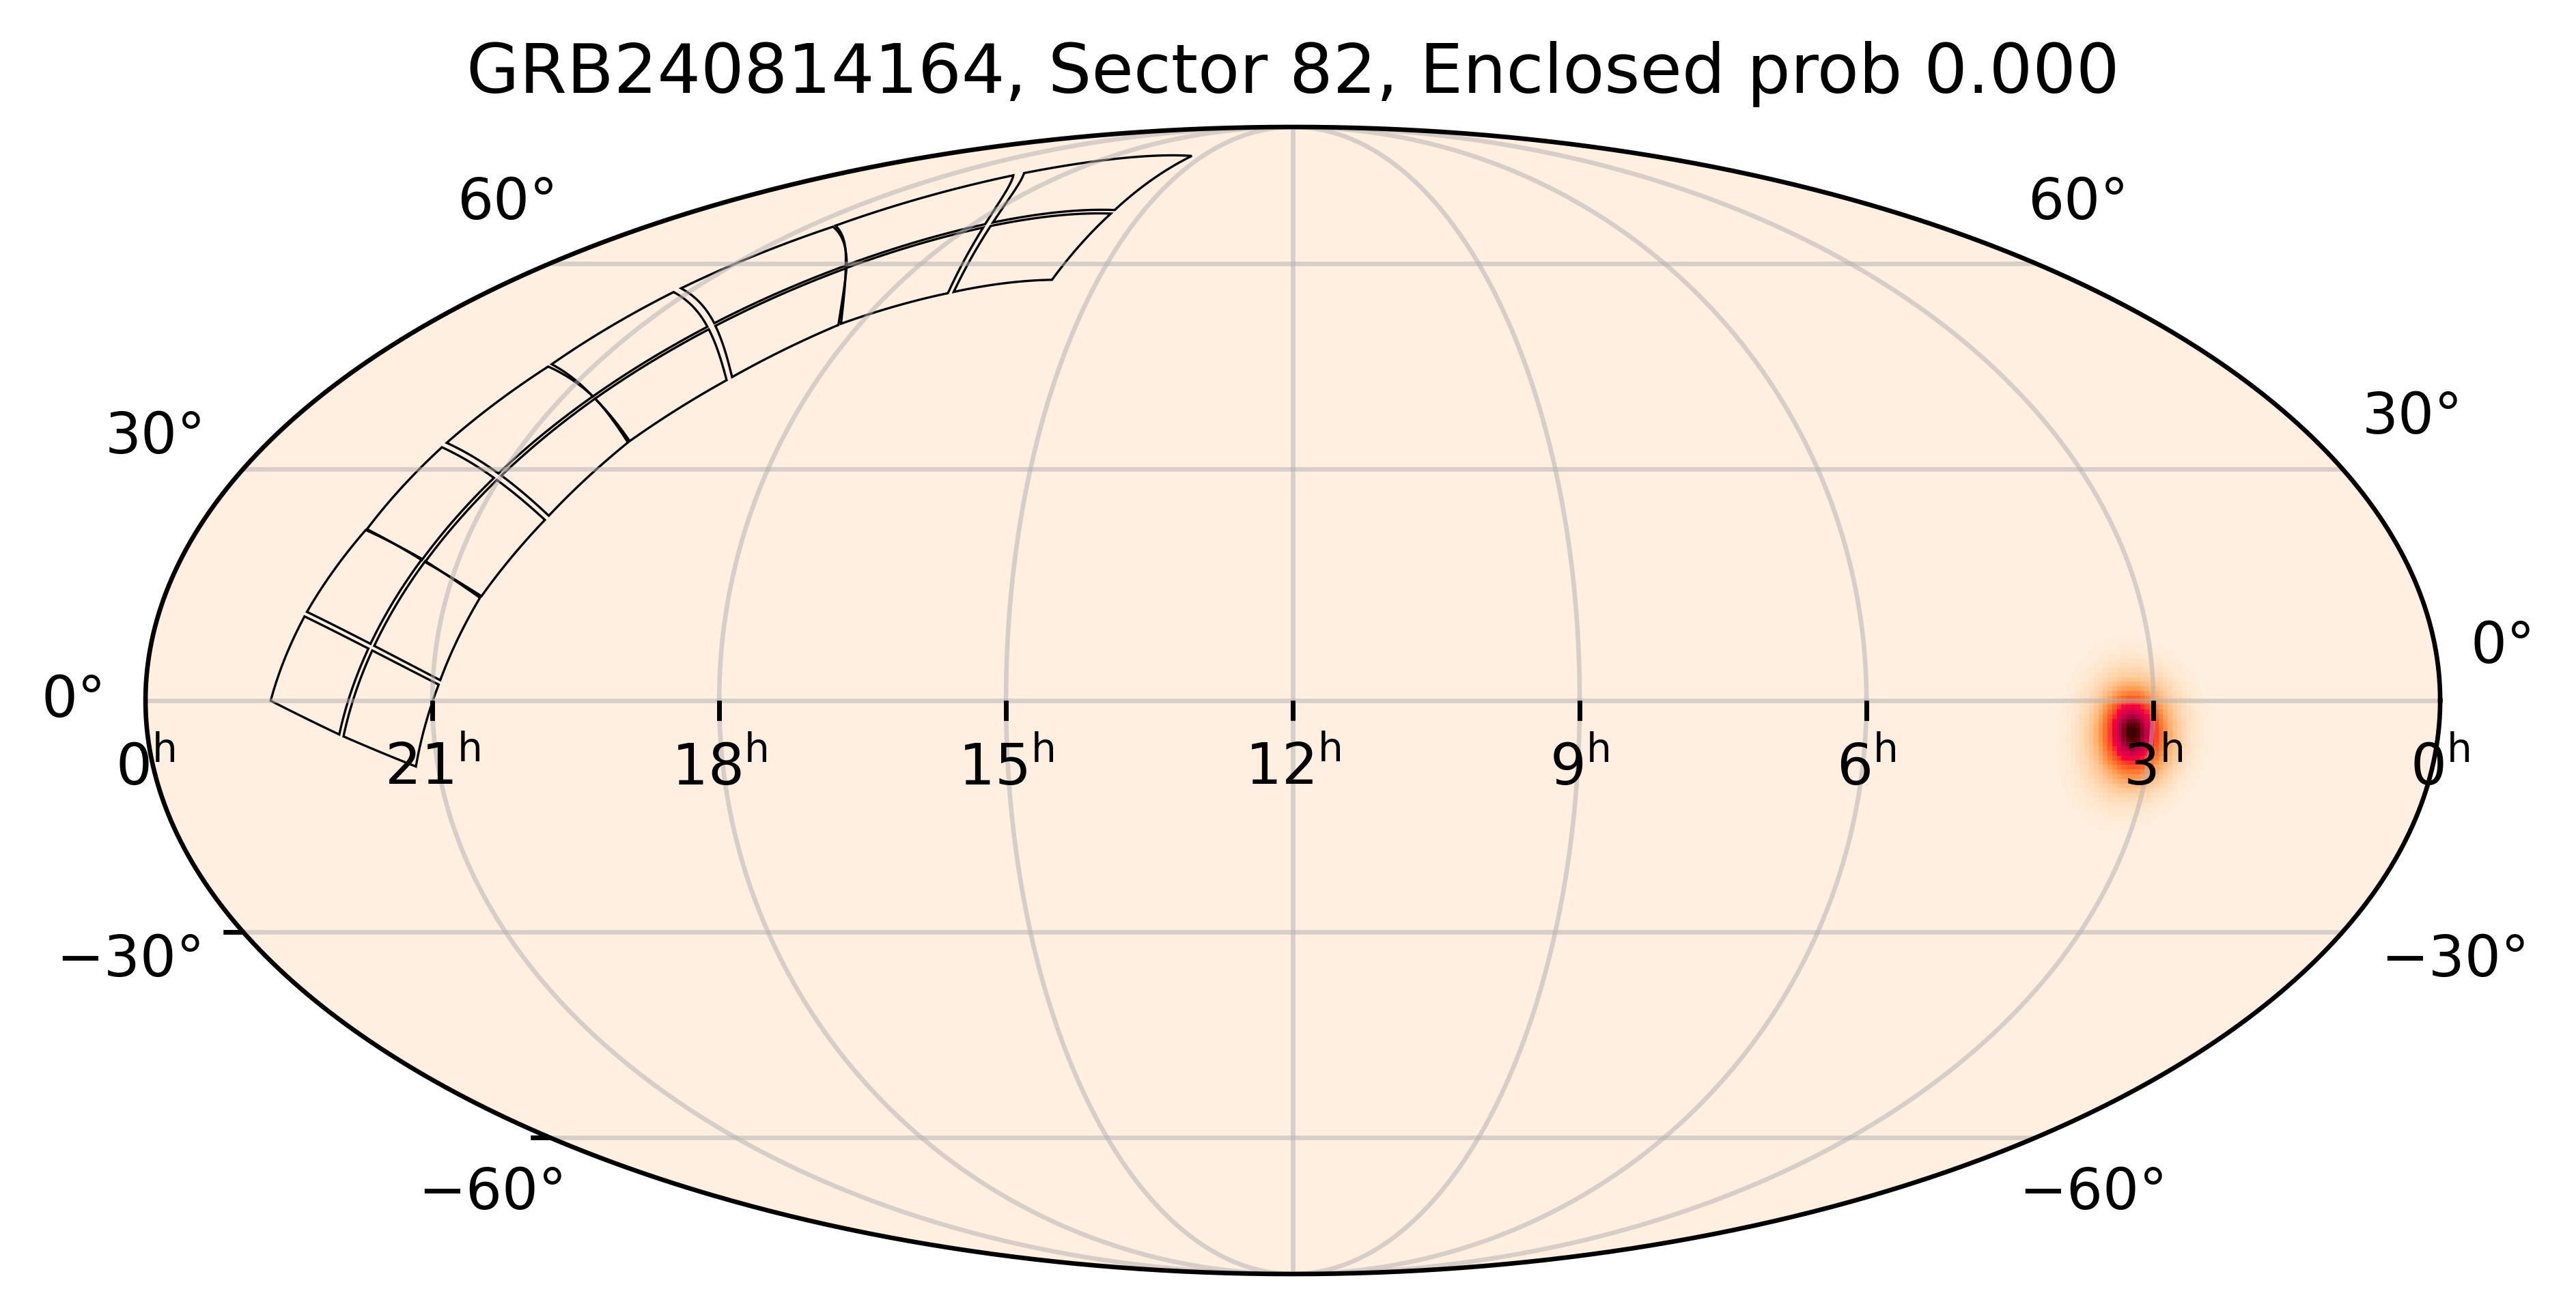 GRB240814164, Sector 82, Enclosed prob 0.000
60° 60°
30° 30°
0° 0°
0h 21h 18h 15h 12h 9h 6h 3h 0h
−30° −30°
−60° −60°